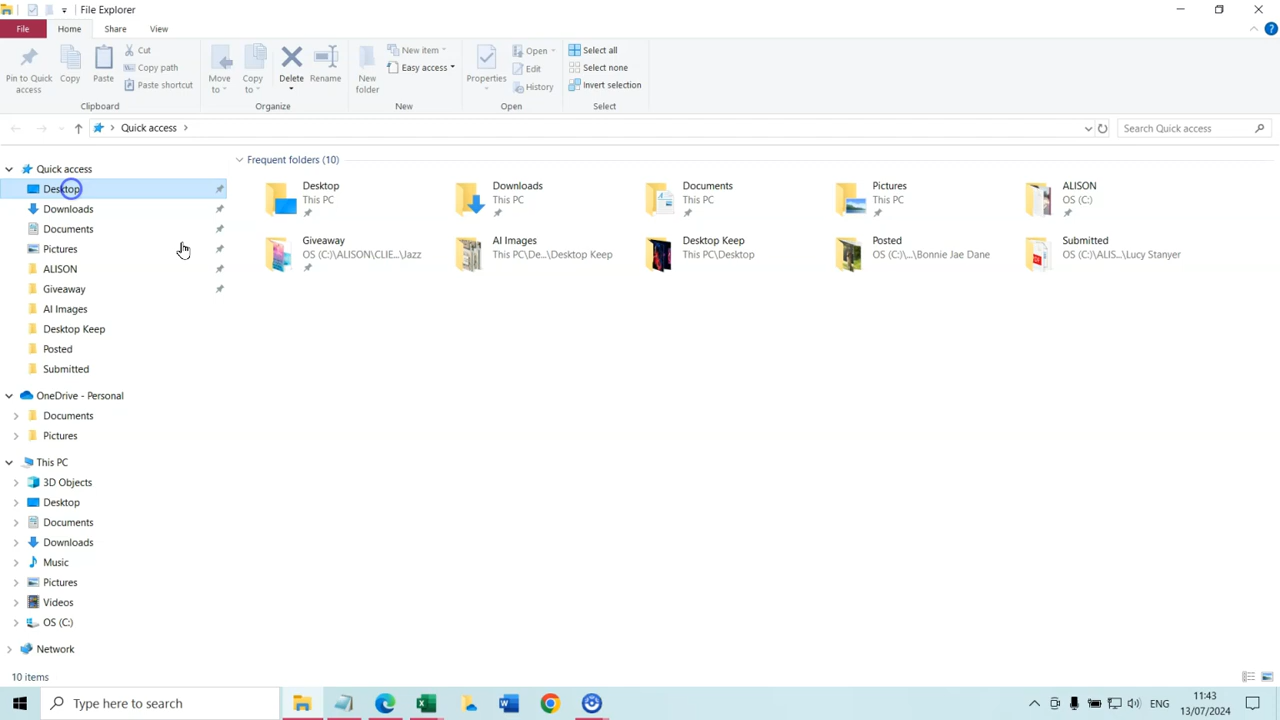 File Explorer
File Home Share View
Pin to Quick access
Copy
Paste
Cut
Copy path
Paste shortcut
Clipboard
Move to
Copy to
Delete
Rename
Organize
New folder
New item
Easy access
New
Properties
Open
Edit
History
Open
Select all
Select none
Invert selection
Select
Quick access
Search Quick access
Quick access
Desktop
Downloads
Documents
Pictures
ALISON
Giveaway
AI Images
Desktop Keep
Posted
Submitted
OneDrive - Personal
Documents
Pictures
This PC
3D Objects
Desktop
Documents
Downloads
Music
Pictures
Videos
OS (C:)
Network
Frequent folders (10)
Desktop
This PC
Downloads
This PC
Documents
This PC
Pictures
This PC
ALISON
OS (C:)
Giveaway
OS (C:)\ALISON\CLIE...\Jazz
AI Images
This PC\De...\Desktop Keep
Desktop Keep
This PC\Desktop
Posted
OS (C:)\...\Bonnie Jae Dane
Submitted
OS (C:)\ALIS...\Lucy Stanyer
10 items
Type here to search
ENG
11:43
13/07/2024